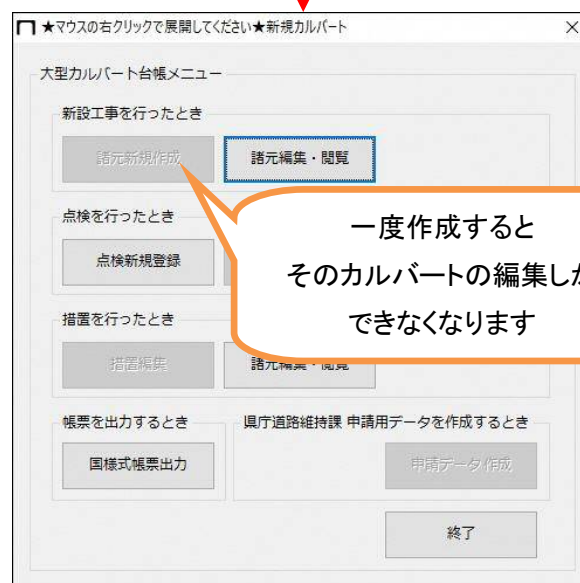 ★マウスの右クリックで展開してください★新規カルバート
大型カルバート台帳メニュー
新設工事を行ったとき
諸元新規作成
諸元編集・閲覧
一度作成すると
そのカルバートの編集しか
できなくなります
点検を行ったとき
点検新規登録
措置を行ったとき
措置編集
諸元編集・閲覧
帳票を出力するとき
国様式帳票出力
県庁道路維持課 申請用データを作成するとき
申請データ作成
終了